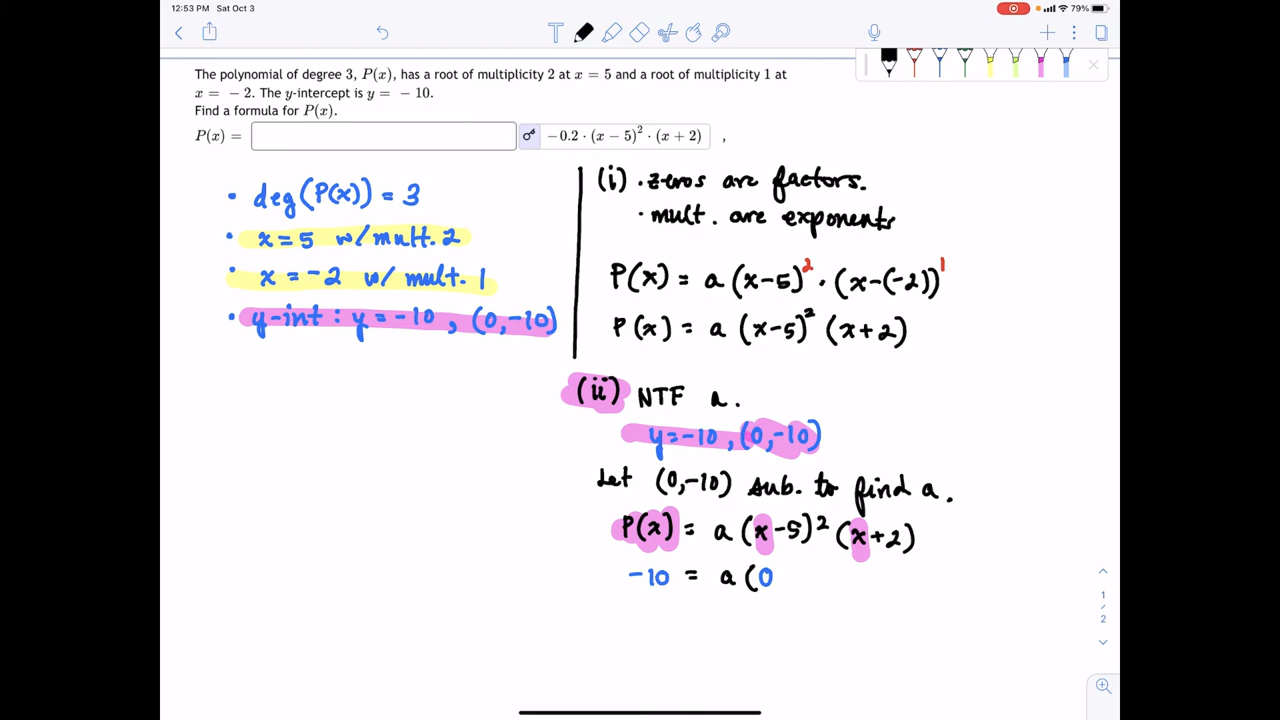 12:53 PM Sat Oct 3
79%
The polynomial of degree 3, P(x), has a root of multiplicity 2 at x = 5 and a root of multiplicity 1 at
x = − 2. The y-intercept is y = − 10.
Find a formula for P(x).
P(x) = −0.2 · (x − 5)² · (x + 2) ,
• deg(P(x)) = 3
• x = 5 w/ mult. 2
• x = −2 w/ mult. 1
• y-int : y = −10 , (0,−10)
(i) · zeros are factors.
· mult. are exponents
P(x) = a (x−5)² · (x−(−2))¹
P(x) = a (x−5)² (x+2)
(ii) NTF a.
y = −10 , (0,−10)
Let (0,−10) sub. to find a.
P(x) = a (x−5)² (x+2)
−10 = a (0
1
/
2